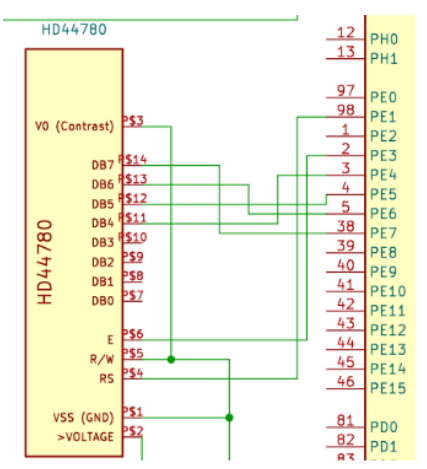 HD44780
HD44780
V0 (Contrast) P$3
DB7 P$14
DB6 P$13
DB5 P$12
DB4 P$11
DB3 P$10
DB2 P$9
DB1 P$8
DB0 P$7
E P$6
R/W P$5
RS P$4
VSS (GND) P$1
>VOLTAGE P$2
12 PH0
13 PH1
97 PE0
98 PE1
1 PE2
2 PE3
3 PE4
4 PE5
5 PE6
38 PE7
39 PE8
40 PE9
41 PE10
42 PE11
43 PE12
44 PE13
45 PE14
46 PE15
81 PD0
82 PD1
83